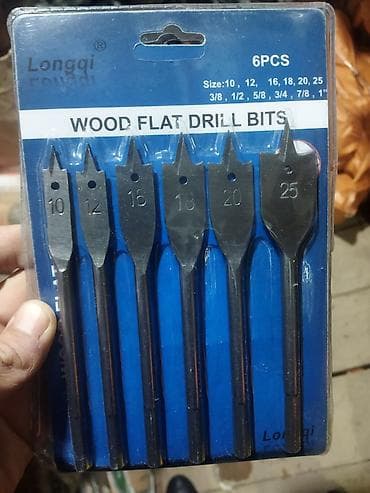 Longqi ®
6PCS
Size:10 , 12, 16, 18, 20, 25
3/8 , 1/2 , 5/8 , 3/4 , 7/8 , 1"
WOOD FLAT DRILL BITS
10 12 16 18 20 25
Longqi